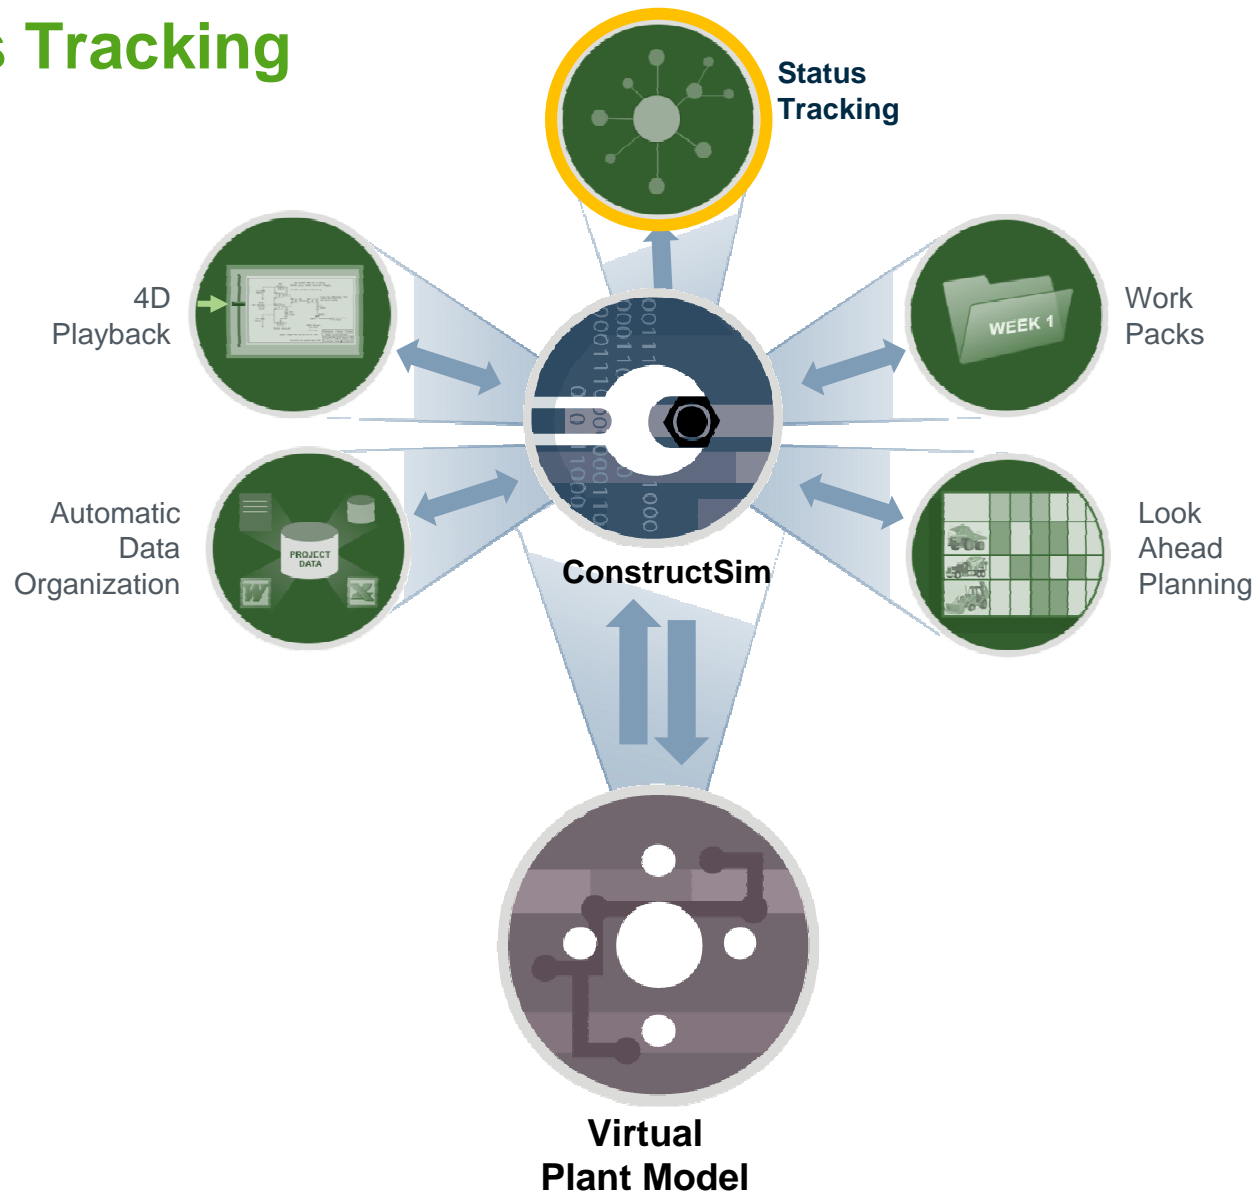 s Tracking
Status
Tracking
4D
Playback
WEEK 1
Work
Packs
Automatic
Data
Organization
PROJECT
DATA
W
X
ConstructSim
Look
Ahead
Planning
Virtual
Plant Model